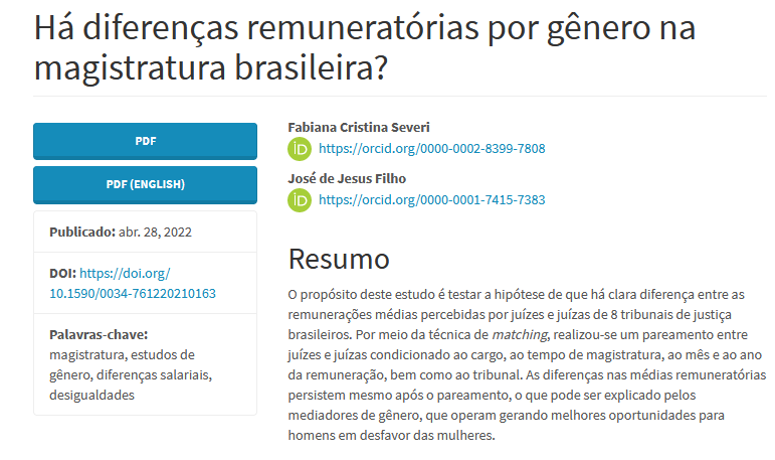 Há diferenças remuneratórias por gênero na
magistratura brasileira?
PDF
PDF (ENGLISH)
Publicado: abr. 28, 2022
DOI: https://doi.org/
10.1590/0034-761220210163
Palavras-chave:
magistratura, estudos de
gênero, diferenças salariais,
desigualdades
Fabiana Cristina Severi
iD https://orcid.org/0000-0002-8399-7808
José de Jesus Filho
iD https://orcid.org/0000-0001-7415-7383
Resumo
O propósito deste estudo é testar a hipótese de que há clara diferença entre as
remunerações médias percebidas por juízes e juízas de 8 tribunais de justiça
brasileiros. Por meio da técnica de matching, realizou-se um pareamento entre
juízes e juízas condicionado ao cargo, ao tempo de magistratura, ao mês e ao ano
da remuneração, bem como ao tribunal. As diferenças nas médias remuneratórias
persistem mesmo após o pareamento, o que pode ser explicado pelos
mediadores de gênero, que operam gerando melhores oportunidades para
homens em desfavor das mulheres.